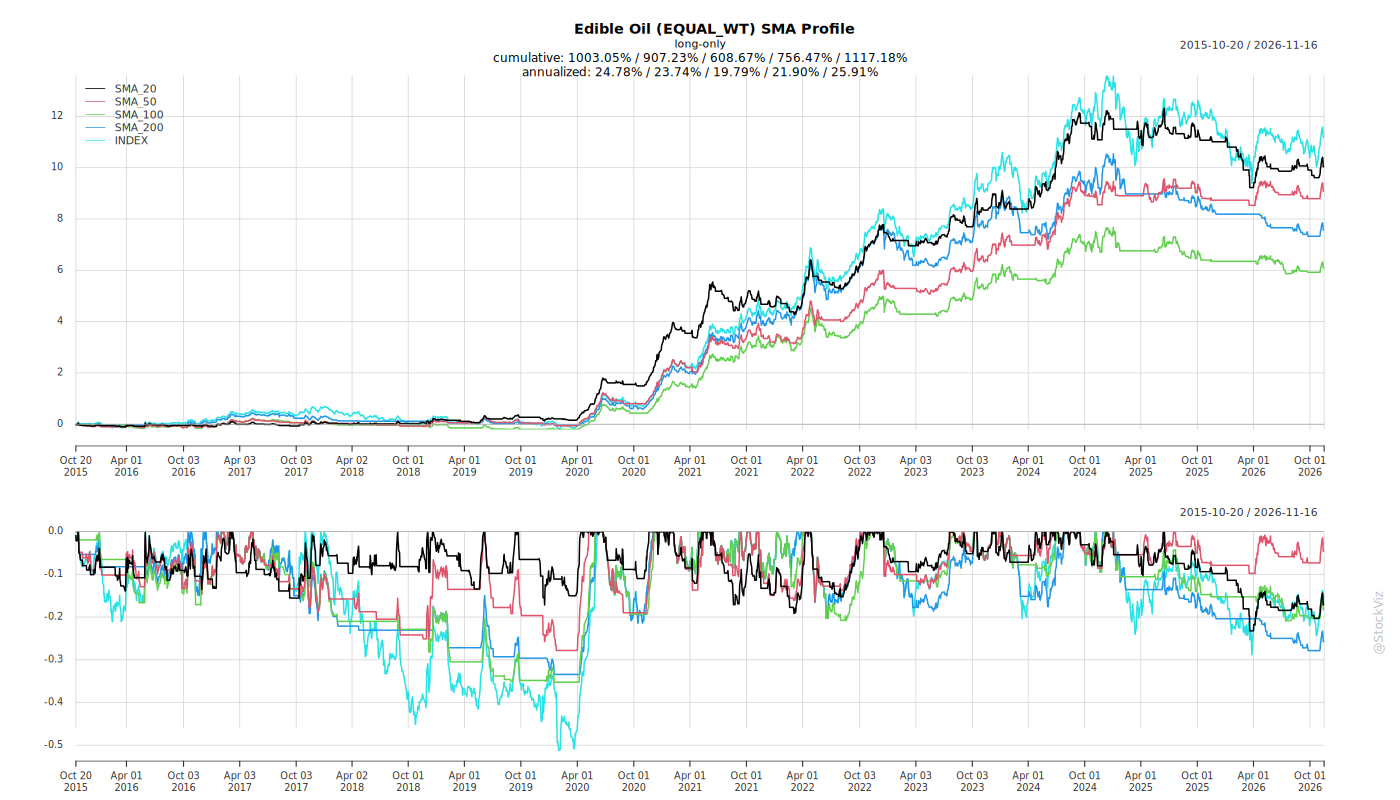 Edible Oil (EQUAL_WT) SMA Profile
long-only
cumulative: 1003.05% / 907.23% / 608.67% / 756.47% / 1117.18%
annualized: 24.78% / 23.74% / 19.79% / 21.90% / 25.91%
2015-10-20 / 2026-11-16
SMA_20
SMA_50
SMA_100
SMA_200
INDEX
12
10
8
6
4
2
0
Oct 20 Apr 01 Oct 03 Apr 03 Oct 03 Apr 02 Oct 01 Apr 01 Oct 01 Apr 01 Oct 01 Apr 01 Oct 01 Apr 01 Oct 03 Apr 03 Oct 03 Apr 01 Oct 01 Apr 01 Oct 01 Apr 01 Oct 01
2015 2016 2016 2017 2017 2018 2018 2019 2019 2020 2020 2021 2021 2022 2022 2023 2023 2024 2024 2025 2025 2026 2026
2015-10-20 / 2026-11-16
0.0
-0.1
-0.2
-0.3
-0.4
-0.5
Oct 20 Apr 01 Oct 03 Apr 03 Oct 03 Apr 02 Oct 01 Apr 01 Oct 01 Apr 01 Oct 01 Apr 01 Oct 01 Apr 01 Oct 03 Apr 03 Oct 03 Apr 01 Oct 01 Apr 01 Oct 01 Apr 01 Oct 01
2015 2016 2016 2017 2017 2018 2018 2019 2019 2020 2020 2021 2021 2022 2022 2023 2023 2024 2024 2025 2025 2026 2026
@StockViz